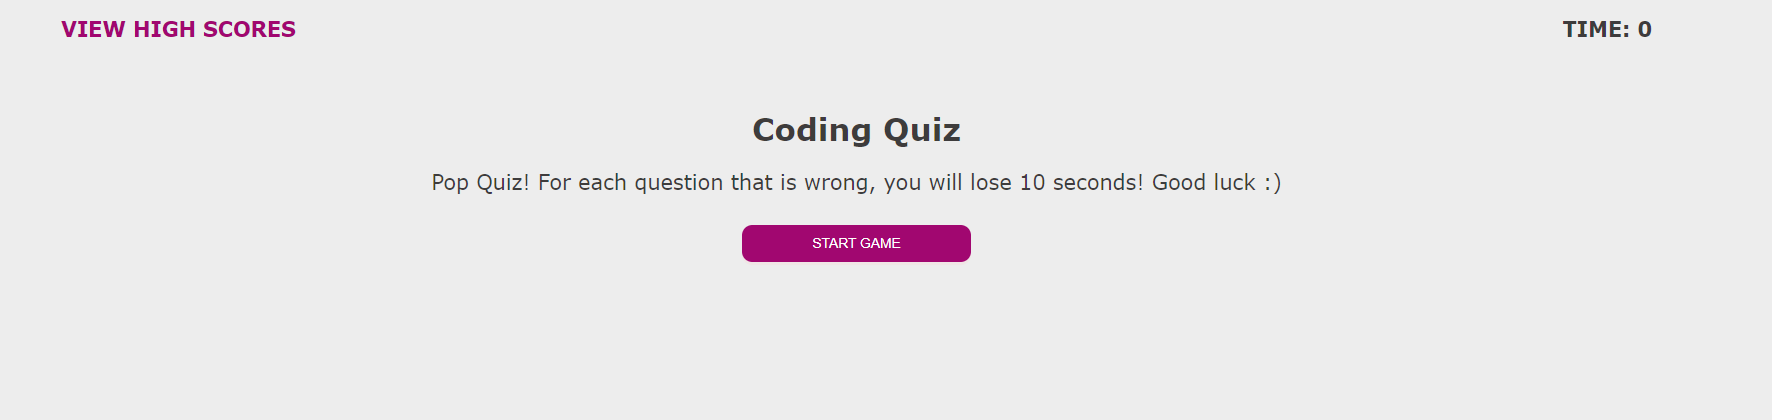 VIEW HIGH SCORES
TIME: 0
Coding Quiz
Pop Quiz! For each question that is wrong, you will lose 10 seconds! Good luck :)
START GAME